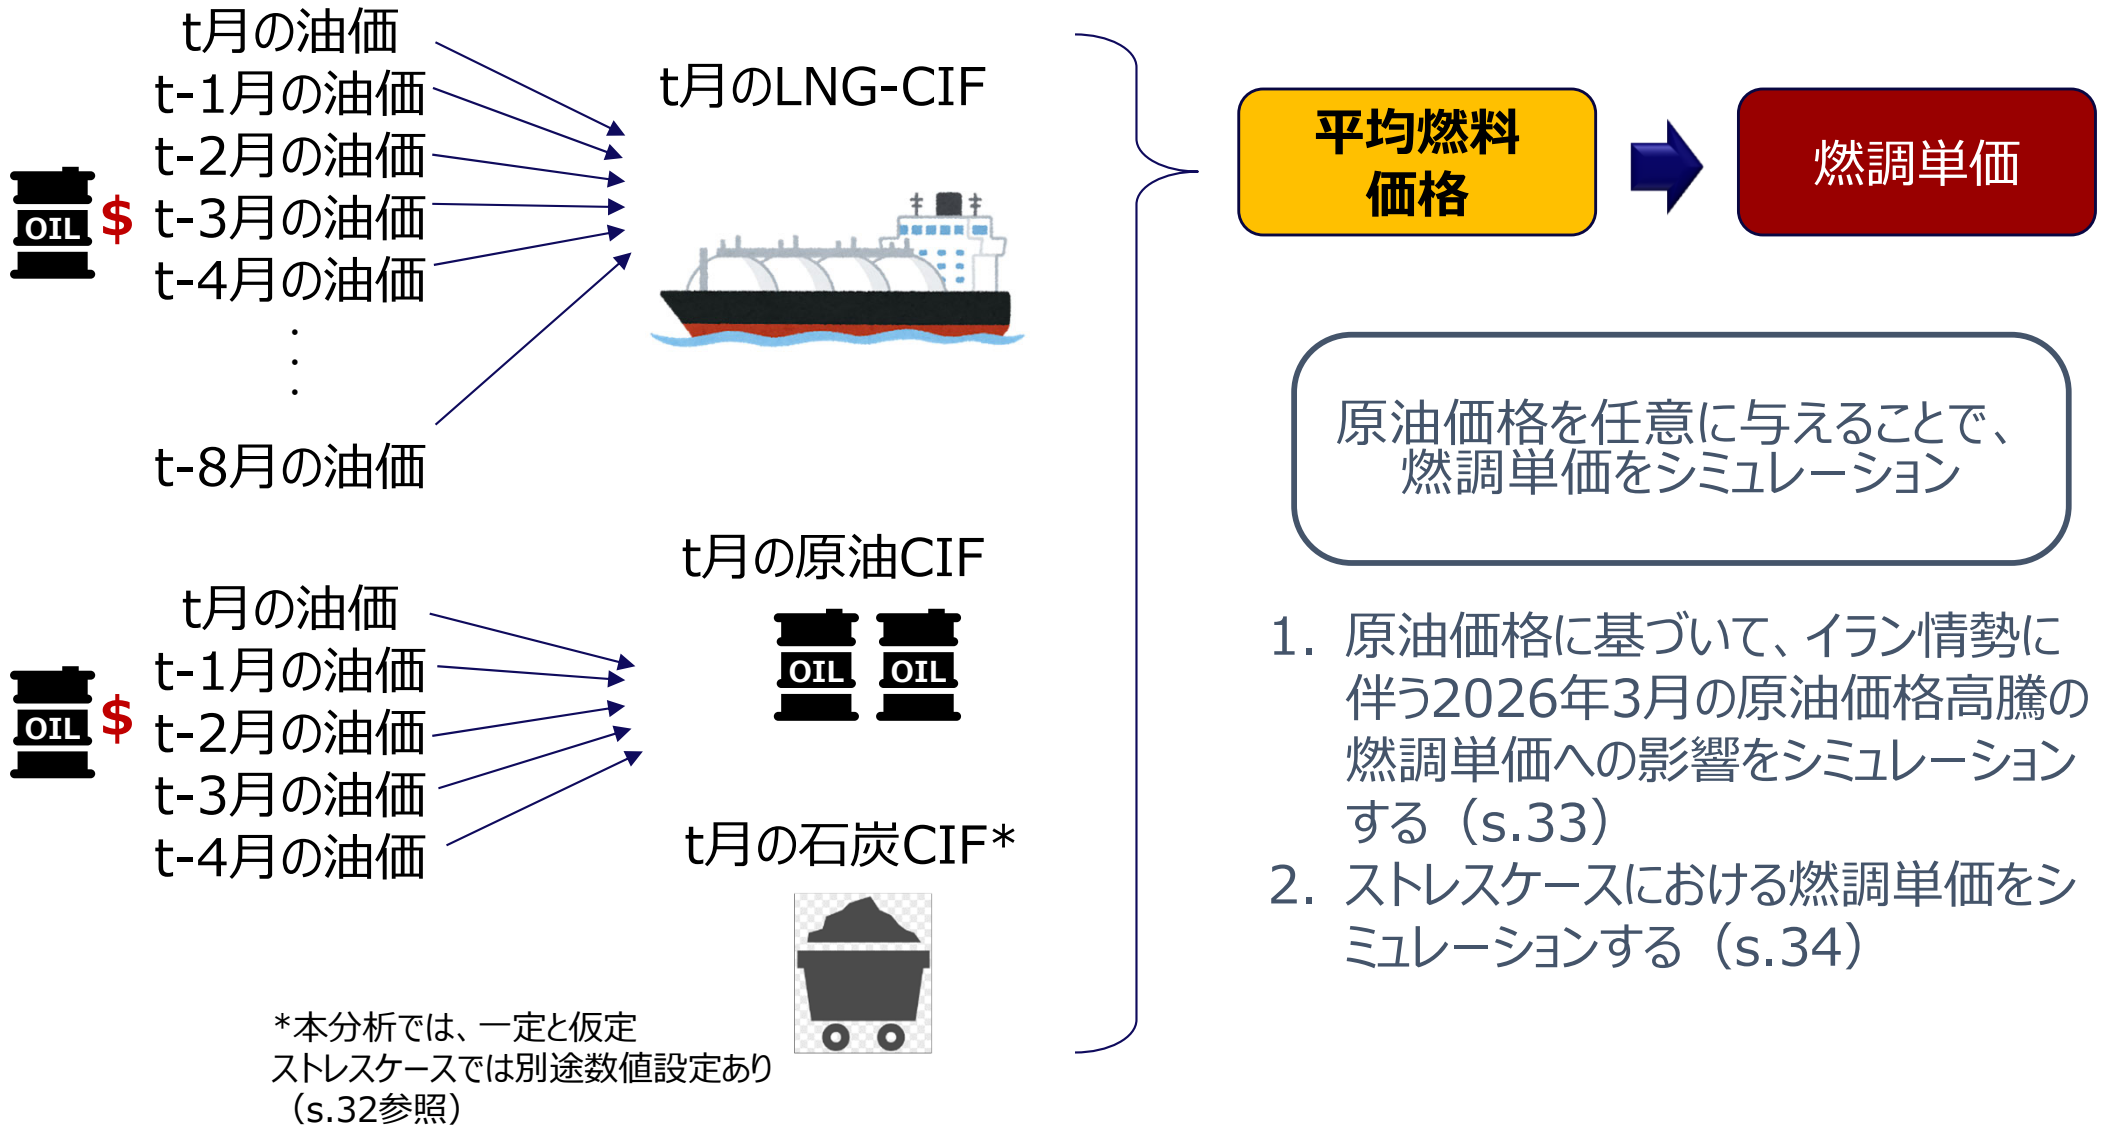 t月の油価
t-1月の油価
t-2月の油価
t-3月の油価
t-4月の油価
・
・
・
t-8月の油価
OIL
$
t月のLNG-CIF
t月の油価
t-1月の油価
t-2月の油価
t-3月の油価
t-4月の油価
OIL
$
t月の原油CIF
OIL
OIL
t月の石炭CIF*
*本分析では、一定と仮定
ストレスケースでは別途数値設定あり
（s.32参照）
平均燃料
価格
燃調単価
原油価格を任意に与えることで、
燃調単価をシミュレーション
1. 原油価格に基づいて、イラン情勢に
伴う2026年3月の原油価格高騰の
燃調単価への影響をシミュレーション
する（s.33）
2. ストレスケースにおける燃調単価をシ
ミュレーションする（s.34）